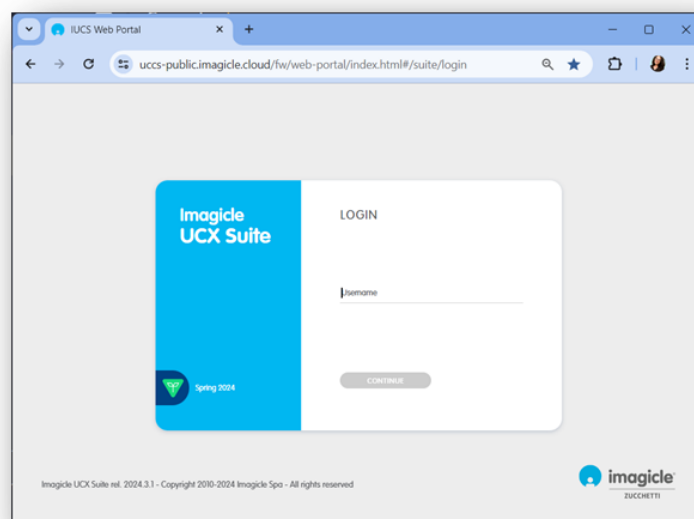 IUCS Web Portal
uccs-public.imagicle.cloud/fw/web-portal/index.html#/suite/login
Imagicle
UCX Suite
LOGIN
Username
CONTINUE
Spring 2024
Imagicle UCX Suite rel. 2024.3.1 - Copyright 2010-2024 Imagicle Spa - All rights reserved
imagicle
ZUCCHETTI